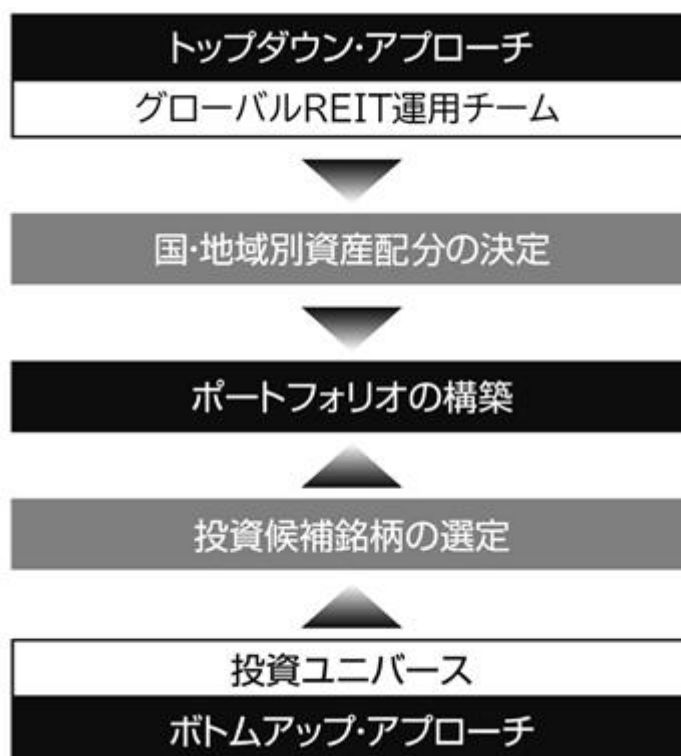 トップダウン・アプローチ
グローバルREIT運用チーム
国・地域別資産配分の決定
ポートフォリオの構築
投資候補銘柄の選定
投資ユニバース
ボトムアップ・アプローチ